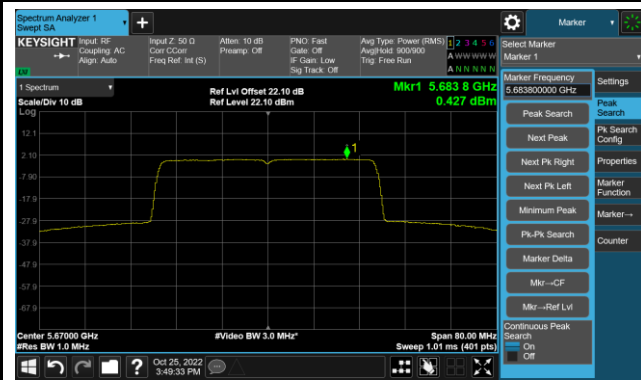 Spectrum Analyzer 1
Swept SA
Marker
KEYSIGHT
Input: RF
Coupling: AC
Align: Auto
Input Z: 50 Ω
Corr CCorr
Freq Ref: Int (S)
Atten: 10 dB
Preamp: Off
PNO: Fast
Gate: Off
IF Gain: Low
Sig Track: Off
Avg Type: Power (RMS)
Avg|Hold: 900/900
Trig: Free Run
1 2 3 4 5 6
A W W W W W
A N N N N N
LV
Select Marker
Marker 1
1 Spectrum
Scale/Div 10 dB
Log
Ref Lvl Offset 22.10 dB
Ref Level 22.10 dBm
Mkr1 5.683 8 GHz
0.427 dBm
12.1
2.10
-7.90
-17.9
-27.9
-37.9
-47.9
-57.9
-67.9
1
Center 5.67000 GHz
#Res BW 1.0 MHz
#Video BW 3.0 MHz*
Span 80.00 MHz
Sweep 1.01 ms (401 pts)
Marker Frequency
5.683800000 GHz
Peak Search
Next Peak
Next Pk Right
Next Pk Left
Minimum Peak
Pk-Pk Search
Marker Delta
Mkr→CF
Mkr→Ref Lvl
Continuous Peak
Search
On
Off
Settings
Peak
Search
Pk Search
Config
Properties
Marker
Function
Marker→
Counter
Oct 25, 2022
3:49:33 PM